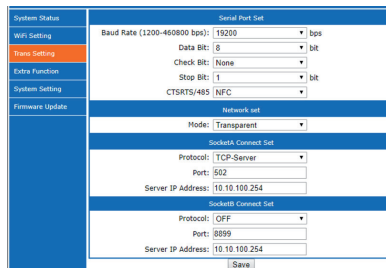 System Status
WiFi Setting
Trans Setting
Extra Function
System Setting
Firmware Update
Serial Port Set
Baud Rate (1200-460800 bps): 19200 bps
Data Bit: 8 bit
Check Bit: None
Stop Bit: 1 bit
CTSRTS/485 NFC
Network set
Mode: Transparent
SocketA Connect Set
Protocol: TCP-Server
Port: 502
Server IP Address: 10.10.100.254
SocketB Connect Set
Protocol: OFF
Port: 8899
Server IP Address: 10.10.100.254
Save